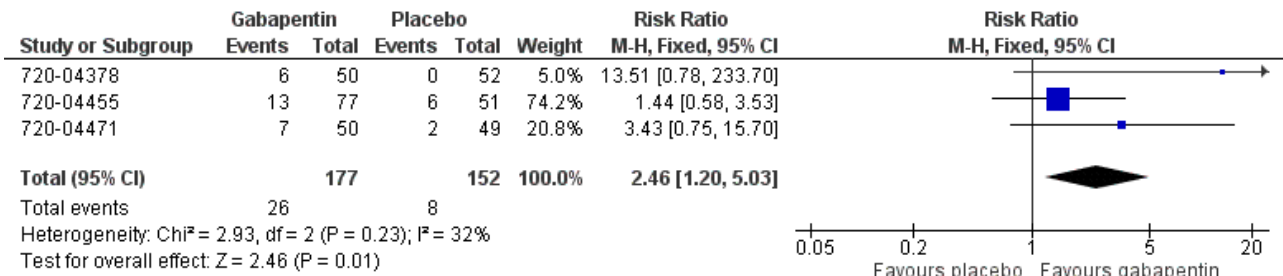 Gabapentin Placebo Risk Ratio Risk Ratio
Study or Subgroup Events Total Events Total Weight M-H, Fixed, 95% CI M-H, Fixed, 95% CI
720-04378 6 50 0 52 5.0% 13.51 [0.78, 233.70]
720-04455 13 77 6 51 74.2% 1.44 [0.58, 3.53]
720-04471 7 50 2 49 20.8% 3.43 [0.75, 15.70]
Total (95% CI) 177 152 100.0% 2.46 [1.20, 5.03]
Total events 26 8
Heterogeneity: Chi² = 2.93, df = 2 (P = 0.23); I² = 32%
Test for overall effect: Z = 2.46 (P = 0.01)
0.05 0.2 1 5 20
Favours placebo Favours gabapentin